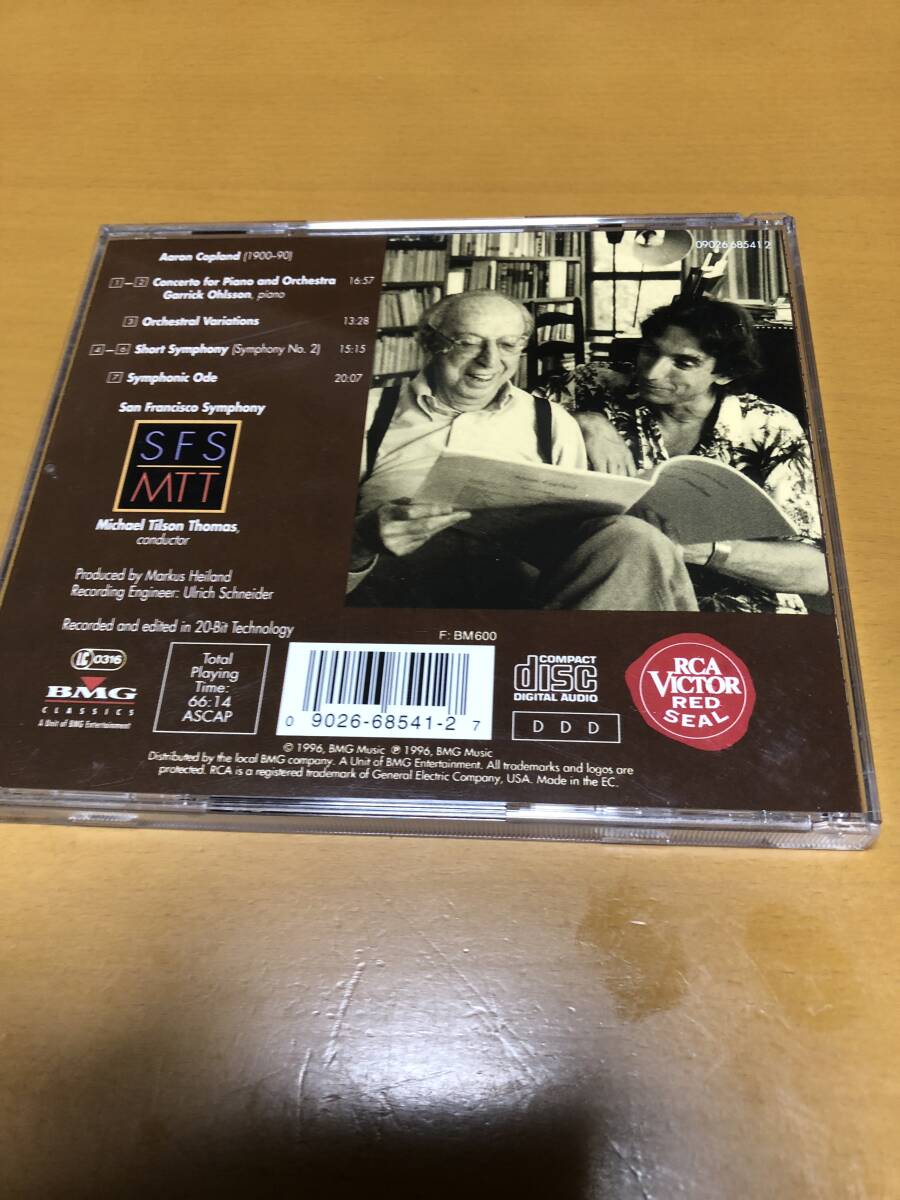 Aaron Copland (1900–90)
1–2 Concerto for Piano and Orchestra 16:57
Garrick Ohlsson, piano
3 Orchestral Variations 13:28
4–6 Short Symphony (Symphony No. 2) 15:15
7 Symphonic Ode 20:07
San Francisco Symphony
SFS
MTT
Michael Tilson Thomas,
conductor
Produced by Markus Heiland
Recording Engineer: Ulrich Schneider
Recorded and edited in 20-Bit Technology
09026 68541 2
F: BM600
LC 0316
BMG
CLASSICS
A Unit of BMG Entertainment
Total
Playing
Time:
66:14
ASCAP
0 9026-68541-2 7
COMPACT
disc
DIGITAL AUDIO
D D D
RCA
VICTOR
RED
SEAL
© 1996, BMG Music ℗ 1996, BMG Music
Distributed by the local BMG company. A Unit of BMG Entertainment. All trademarks and logos are
protected. RCA is a registered trademark of General Electric Company, USA. Made in the EC.